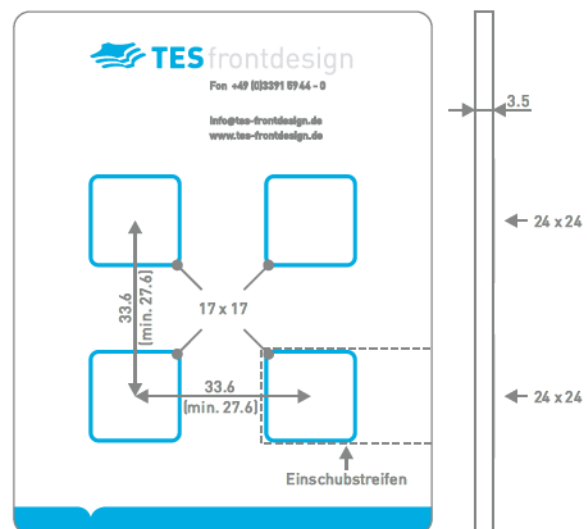 TES frontdesign
Fon +49 (0)3391 5944 - 0
info@tes-frontdesign.de
www.tes-frontdesign.de
3.5
24 x 24
33.6
(min. 27.6)
17 x 17
33.6
(min. 27.6)
24 x 24
Einschubstreifen